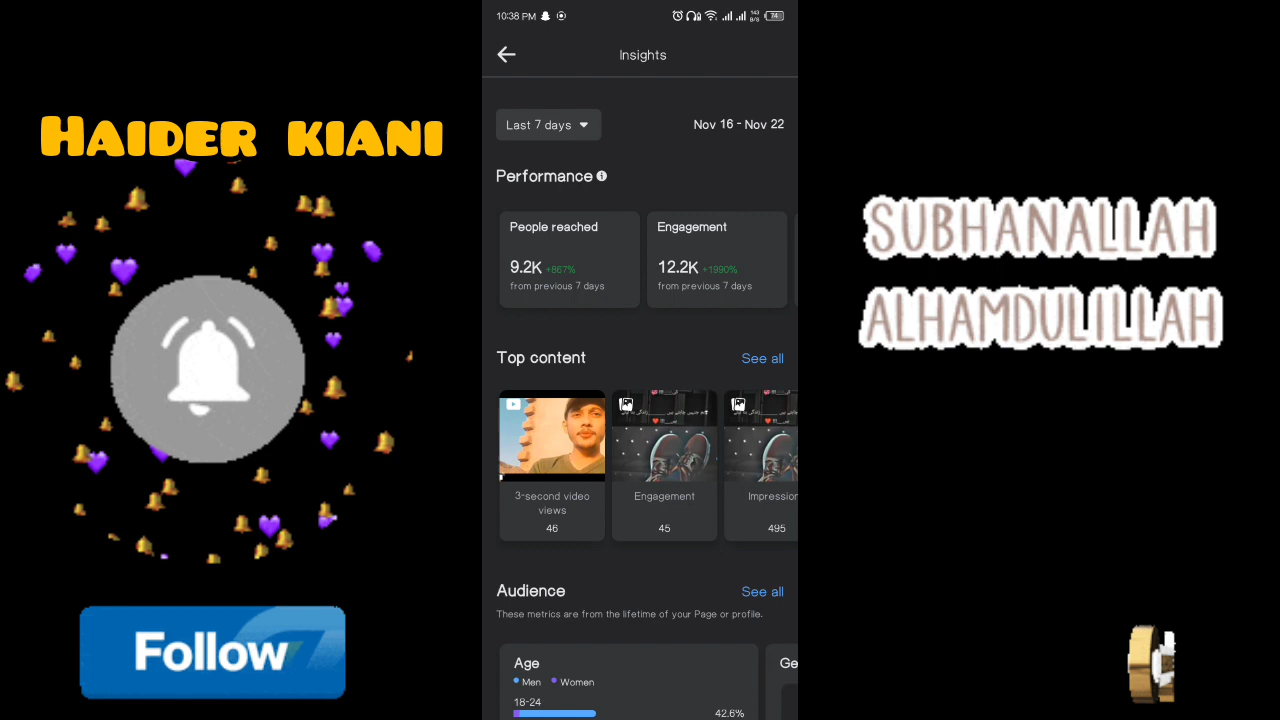 HAIDER KIANI
Follow
10:38 PM
143
B/S
74
Insights
Last 7 days
Nov 16 - Nov 22
Performance
People reached
9.2K +867%
from previous 7 days
Engagement
12.2K +1990%
from previous 7 days
Top content
See all
3-second video
views
46
Engagement
45
Impression
495
Audience
See all
These metrics are from the lifetime of your Page or profile.
Age
Men
Women
18-24
42.6%
Ge
SUBHANALLAH
ALHAMDULILLAH